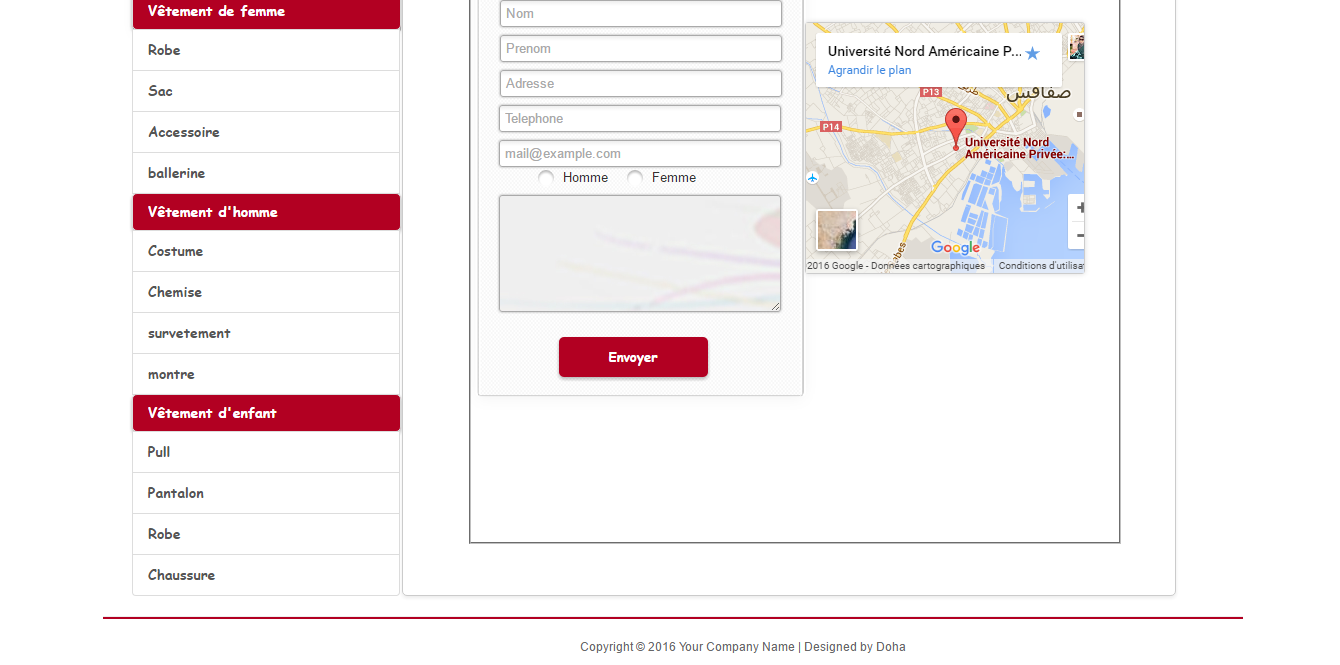 Vêtement de femme
Robe
Sac
Accessoire
ballerine
Vêtement d'homme
Costume
Chemise
survetement
montre
Vêtement d'enfant
Pull
Pantalon
Robe
Chaussure
Nom
Prenom
Adresse
Telephone
mail@example.com
Homme Femme
Envoyer
Université Nord Américaine P...
Agrandir le plan
P13
صفاقس
P14
Université Nord
Américaine Privée:...
+
−
Google
2016 Google - Données cartographiques Conditions d'utilisat
Copyright © 2016 Your Company Name | Designed by Doha